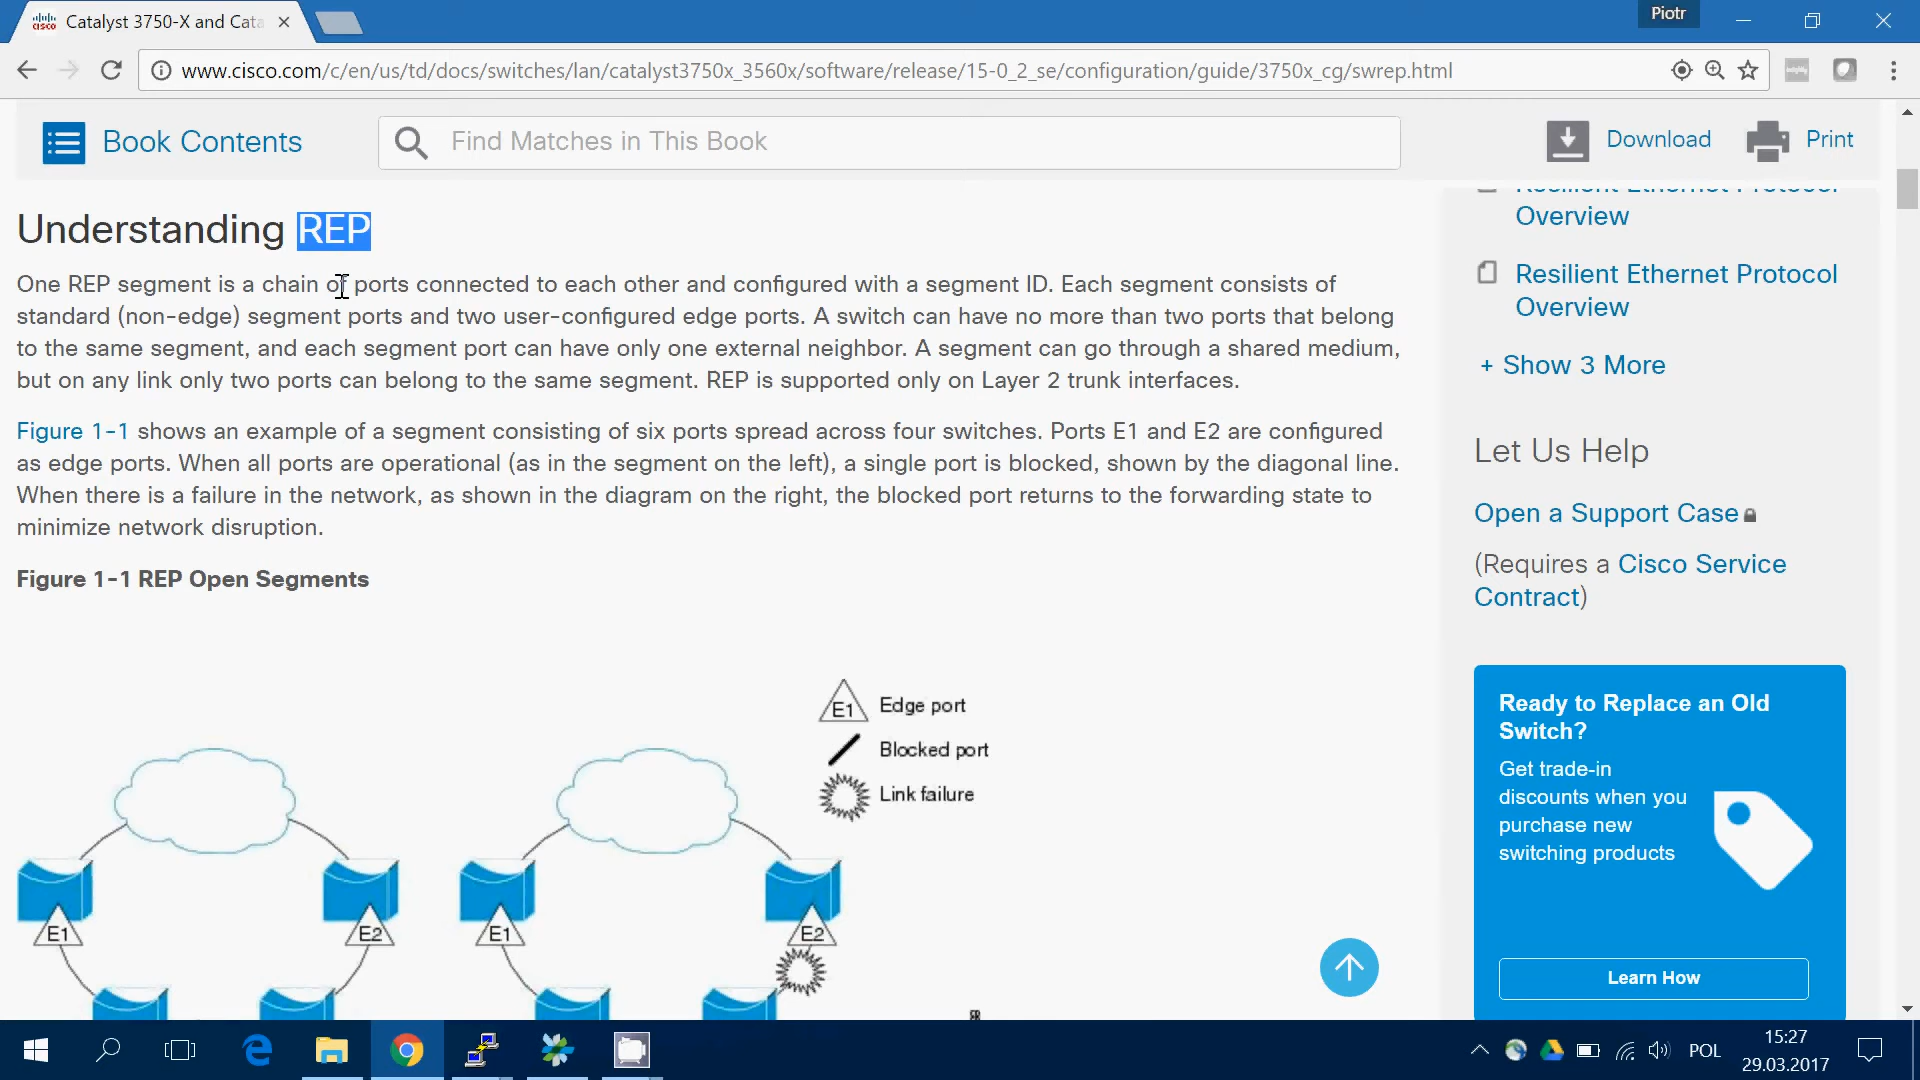 Catalyst 3750-X and Cata
Piotr
www.cisco.com/c/en/us/td/docs/switches/lan/catalyst3750x_3560x/software/release/15-0_2_se/configuration/guide/3750x_cg/swrep.html
Book Contents
Find Matches in This Book
Download
Print
Understanding REP
One REP segment is a chain of ports connected to each other and configured with a segment ID. Each segment consists of
standard (non-edge) segment ports and two user-configured edge ports. A switch can have no more than two ports that belong
to the same segment, and each segment port can have only one external neighbor. A segment can go through a shared medium,
but on any link only two ports can belong to the same segment. REP is supported only on Layer 2 trunk interfaces.
Figure 1-1 shows an example of a segment consisting of six ports spread across four switches. Ports E1 and E2 are configured
as edge ports. When all ports are operational (as in the segment on the left), a single port is blocked, shown by the diagonal line.
When there is a failure in the network, as shown in the diagram on the right, the blocked port returns to the forwarding state to
minimize network disruption.
Figure 1-1 REP Open Segments
E1 Edge port
Blocked port
Link failure
E1
E2
E1
E2
Resilient Ethernet Protocol
Overview
Resilient Ethernet Protocol
Overview
+ Show 3 More
Let Us Help
Open a Support Case
(Requires a Cisco Service
Contract)
Ready to Replace an Old
Switch?
Get trade-in
discounts when you
purchase new
switching products
Learn How
POL
15:27
29.03.2017